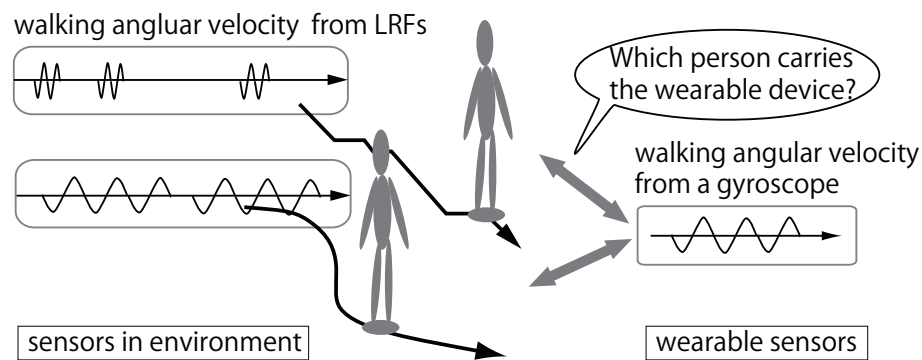 walking angluar velocity from LRFs
Which person carries
the wearable device?
walking angular velocity
from a gyroscope
sensors in environment
wearable sensors